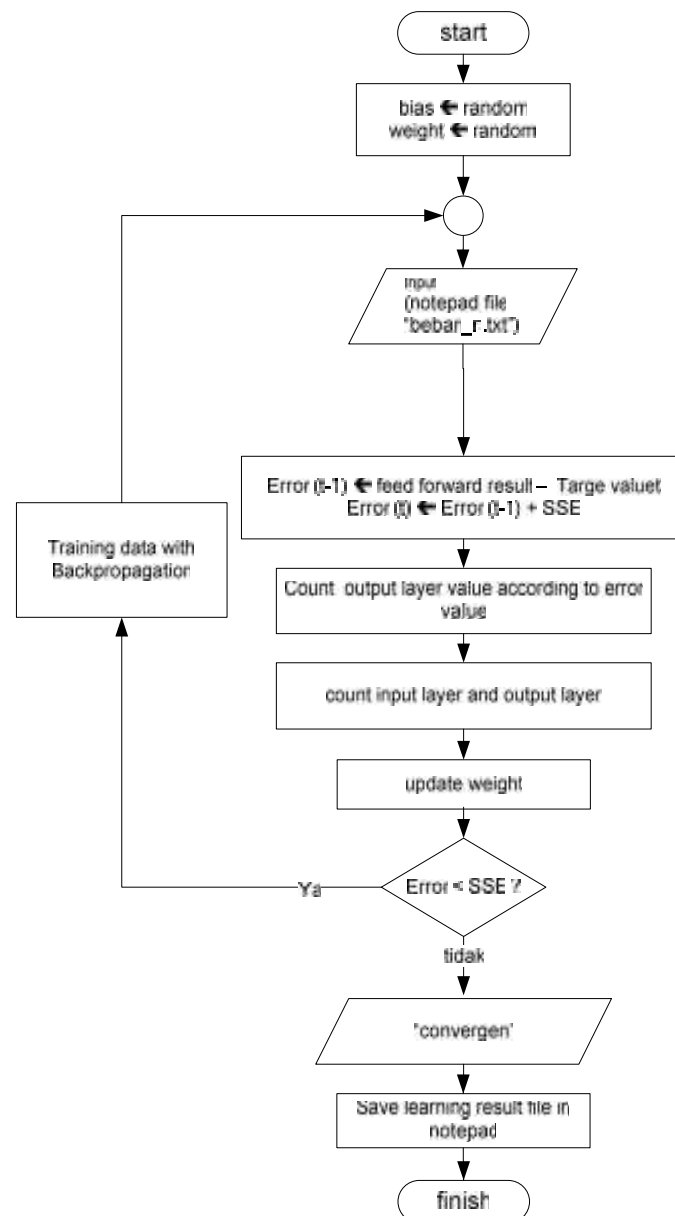 start
bias ← random
weight ← random
Input
(notepad file
"beban_n.txt")
Error (t-1) ← feed forward result – Targe valuet
Error (t) ← Error (t-1) + SSE
Training data with
Backpropagation
Count output layer value according to error
value
count input layer and output layer
update weight
Error < SSE ?
Ya
tidak
"convergen"
Save learning result file in
notepad
finish